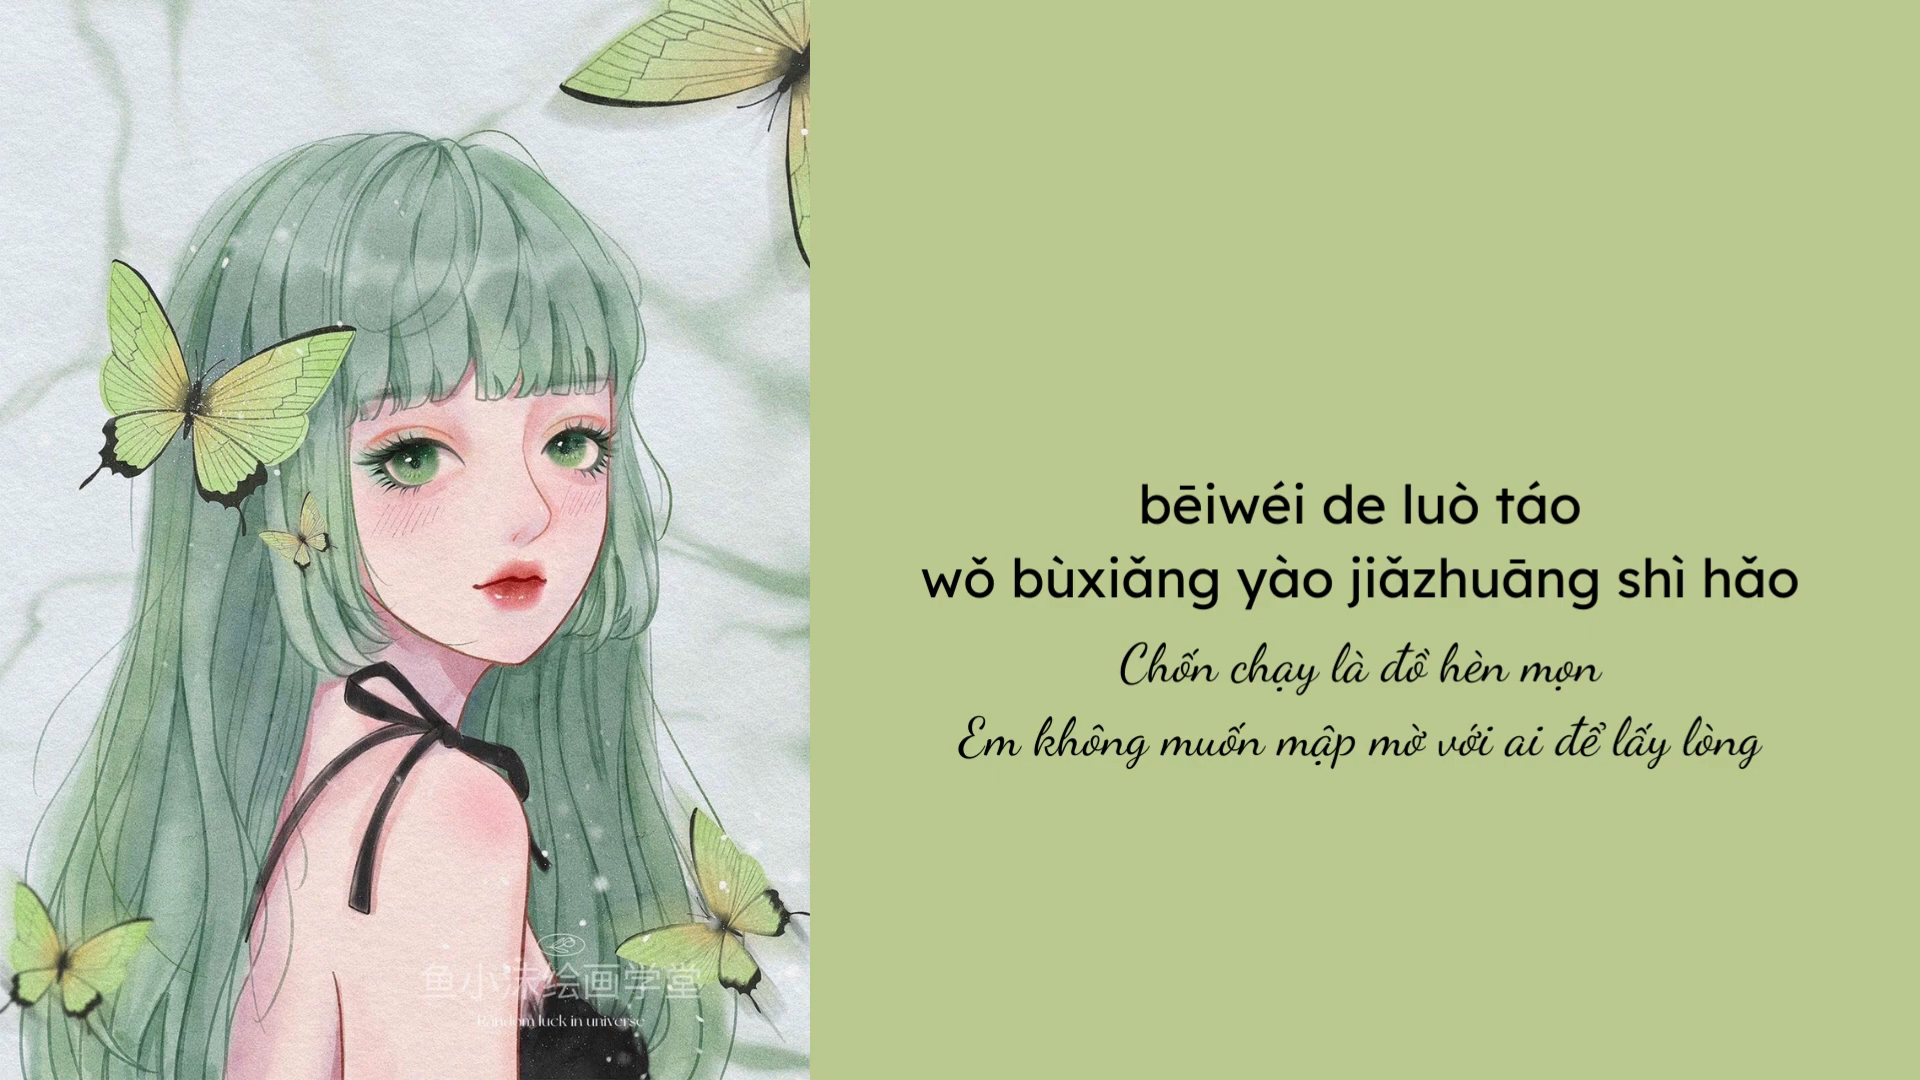 bēiwéi de luò táo
wǒ bùxiǎng yào jiǎzhuāng shì hǎo
Chốn chạy là đồ hèn mọn
Em không muốn mập mờ với ai để lấy lòng
鱼小沫绘画学堂
Random luck in universe